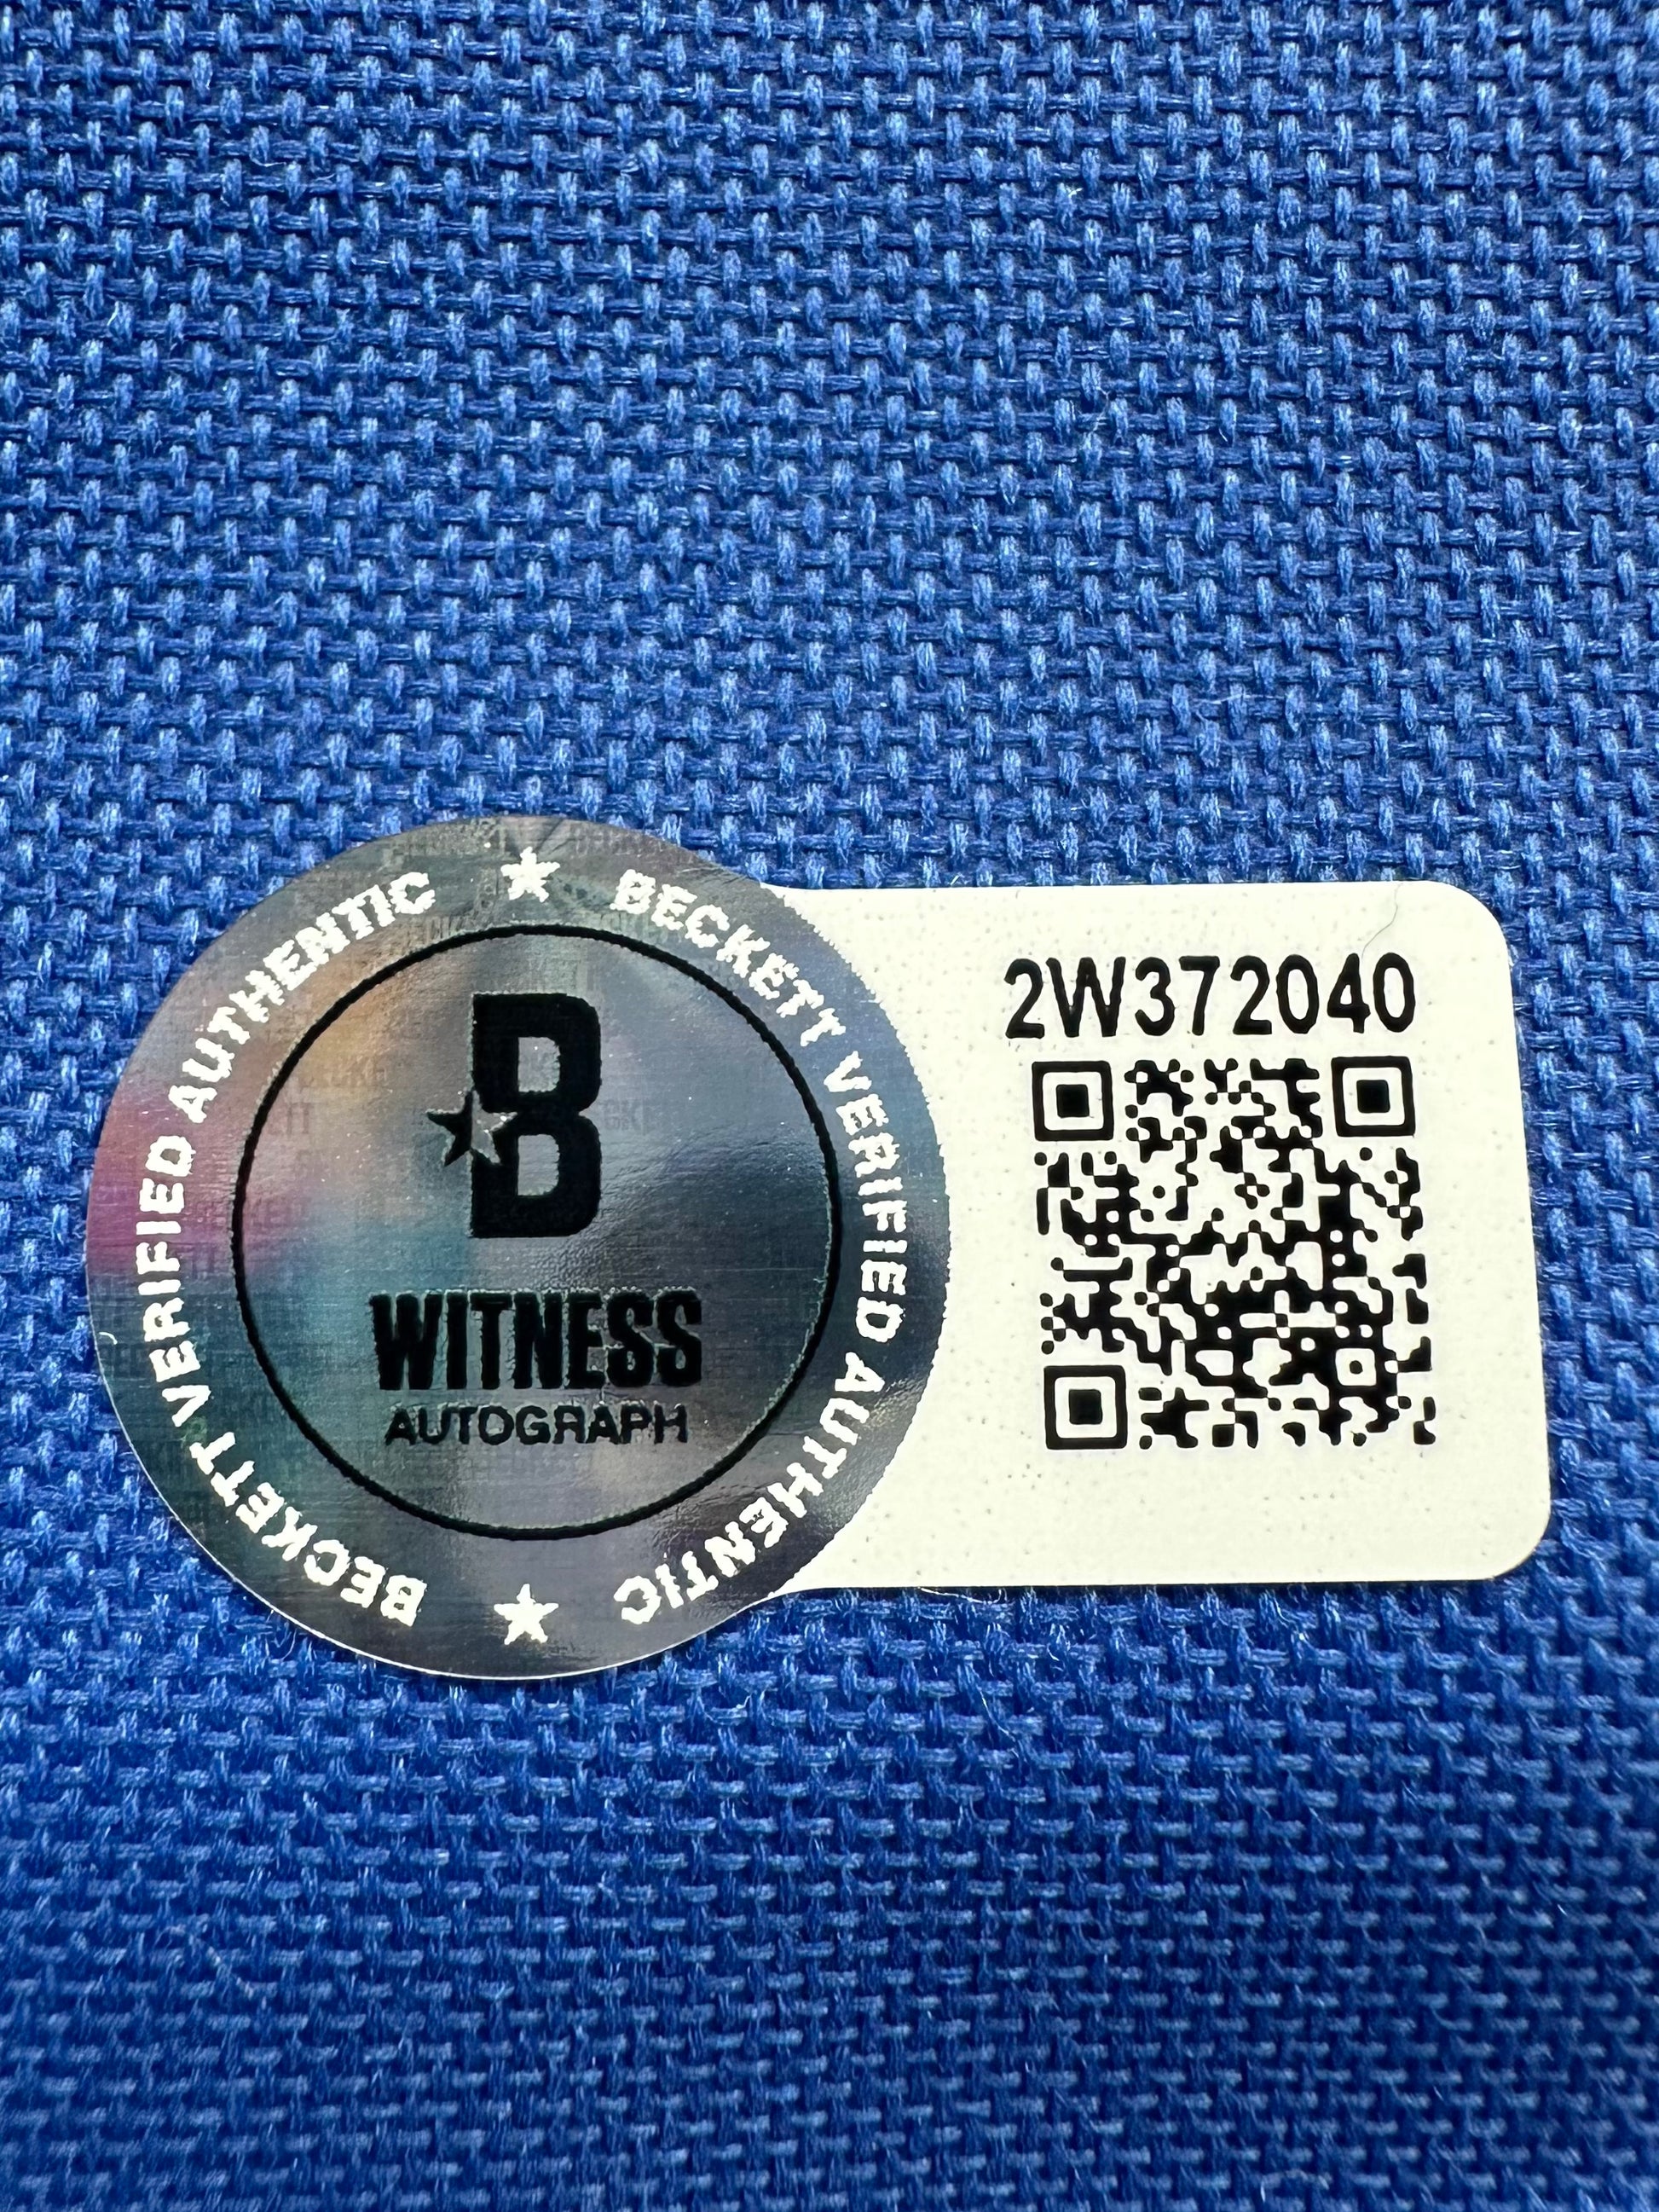 BECKETT VERIFIED AUTHENTIC
BECKETT VERIFIED AUTHENTIC
B
WITNESS
AUTOGRAPH
2W372040